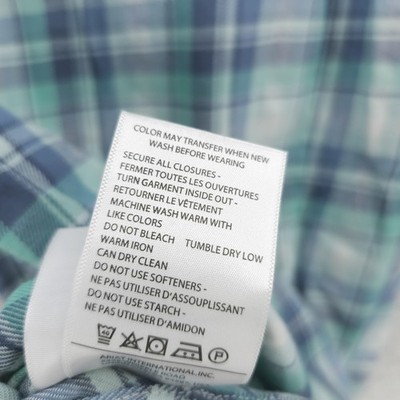 COLOR MAY TRANSFER WHEN NEW
WASH BEFORE WEARING
SECURE ALL CLOSURES -
FERMER TOUTES LES OUVERTURES
TURN GARMENT INSIDE OUT -
RETOURNER LE VÊTEMENT
MACHINE WASH WARM WITH
LIKE COLORS
DO NOT BLEACH TUMBLE DRY LOW
WARM IRON
CAN DRY CLEAN
DO NOT USE SOFTENERS -
NE PAS UTILISER D'ASSOUPLISSANT
DO NOT USE STARCH -
NE PAS UTILISER D'AMIDON
40 P
ARIAT INTERNATIONAL, INC.